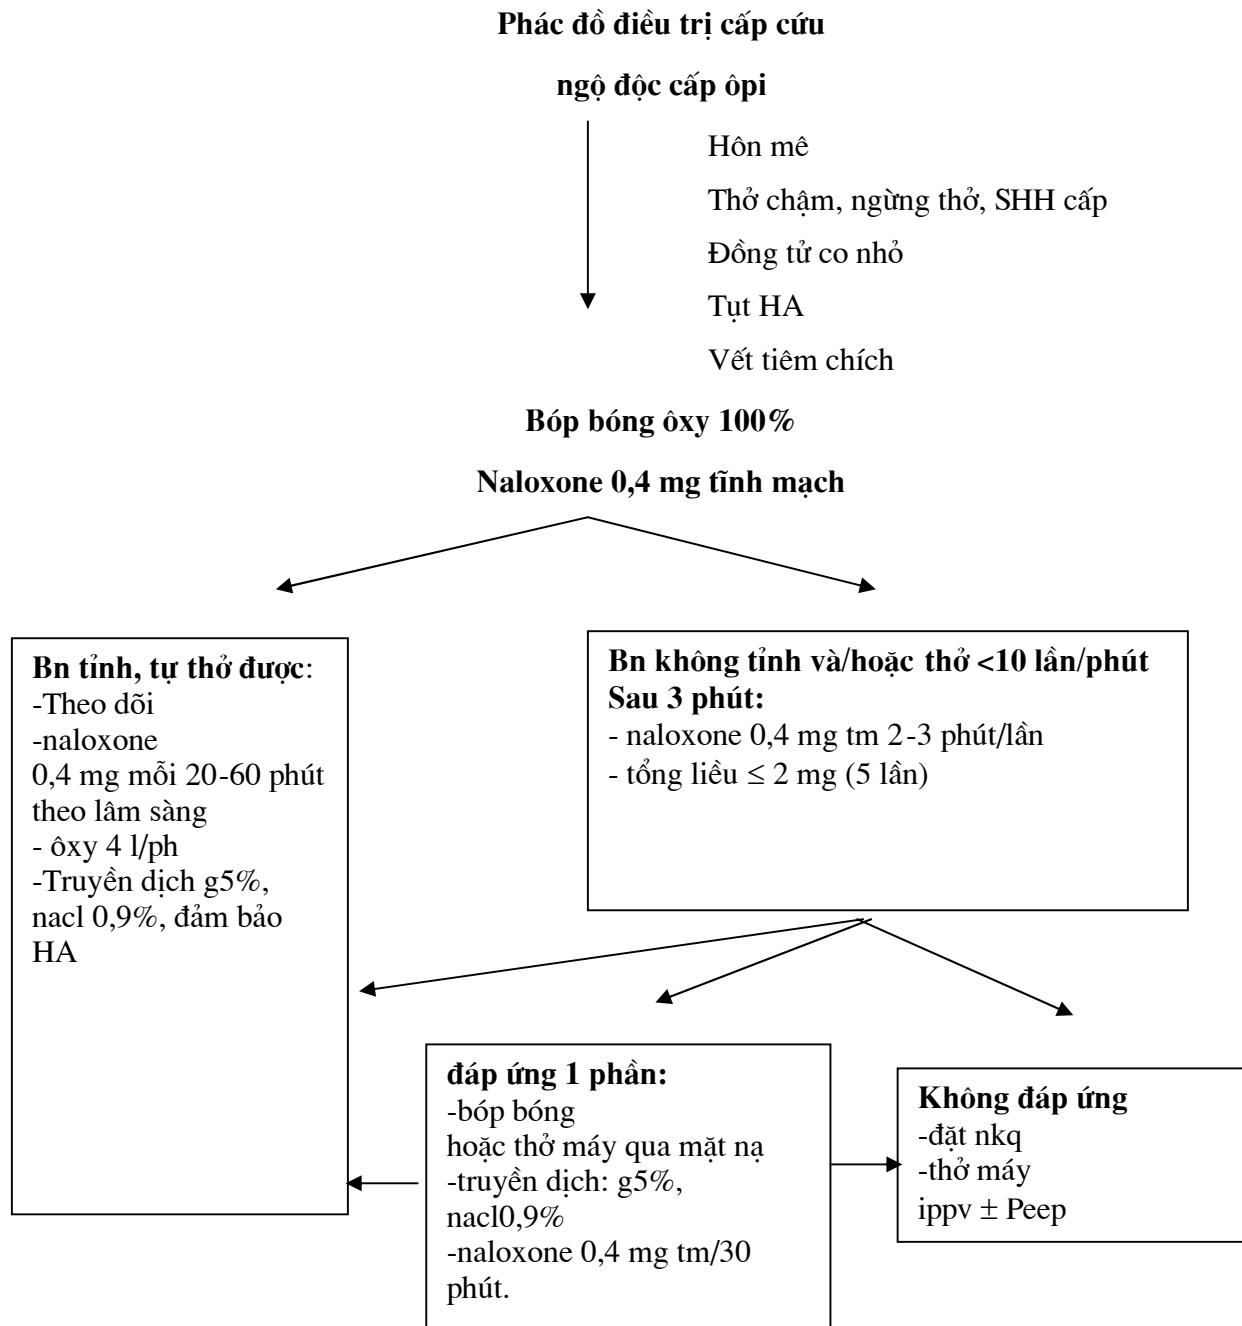 Phác đồ điều trị cấp cứu
ngộ độc cấp ôpi
Hôn mê
Thở chậm, ngừng thở, SHH cấp
Đồng tử co nhỏ
Tụt HA
Vết tiêm chích
Bóp bóng ôxy 100%
Naloxone 0,4 mg tĩnh mạch
Bn tỉnh, tự thở được:
-Theo dõi
-naloxone
0,4 mg mỗi 20-60 phút
theo lâm sàng
- ôxy 4 l/ph
-Truyền dịch g5%,
nacl 0,9%, đảm bảo
HA
Bn không tỉnh và/hoặc thở <10 lần/phút
Sau 3 phút:
- naloxone 0,4 mg tm 2-3 phút/lần
- tổng liều ≤ 2 mg (5 lần)
đáp ứng 1 phần:
-bóp bóng
hoặc thở máy qua mặt nạ
-truyền dịch: g5%,
nacl0,9%
-naloxone 0,4 mg tm/30
phút.
Không đáp ứng
-đặt nkq
-thở máy
ippv ± Peep